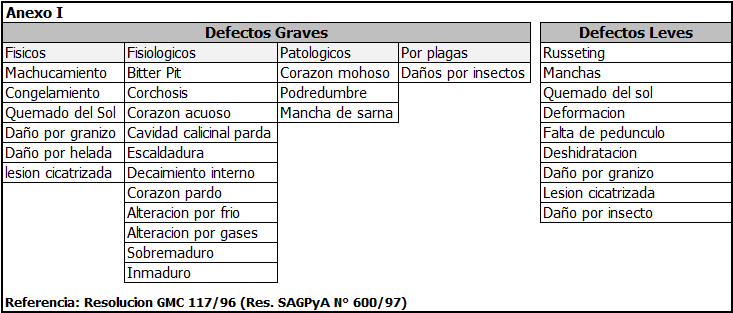 Anexo I
Defectos Graves Defectos Leves
Fisicos Fisiologicos Patologicos Por plagas Russeting
Machucamiento Bitter Pit Corazon mohoso Daños por insectos Manchas
Congelamiento Corchosis Podredumbre Quemado del sol
Quemado del Sol Corazon acuoso Mancha de sarna Deformacion
Daño por granizo Cavidad calicinal parda Falta de pedunculo
Daño por helada Escaldadura Deshidratacion
lesion cicatrizada Decaimiento interno Daño por granizo
Corazon pardo Lesion cicatrizada
Alteracion por frio Daño por insecto
Alteracion por gases
Sobremaduro
Inmaduro
Referencia: Resolucion GMC 117/96 (Res. SAGPyA N° 600/97)